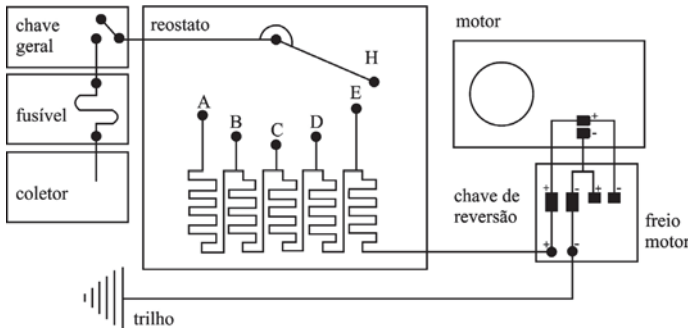 chave
geral
fusível
coletor
reostato
H
A
B
C
D
E
motor
+
-
chave de
reversão
+
-
+
-
+
-
freio
motor
trilho